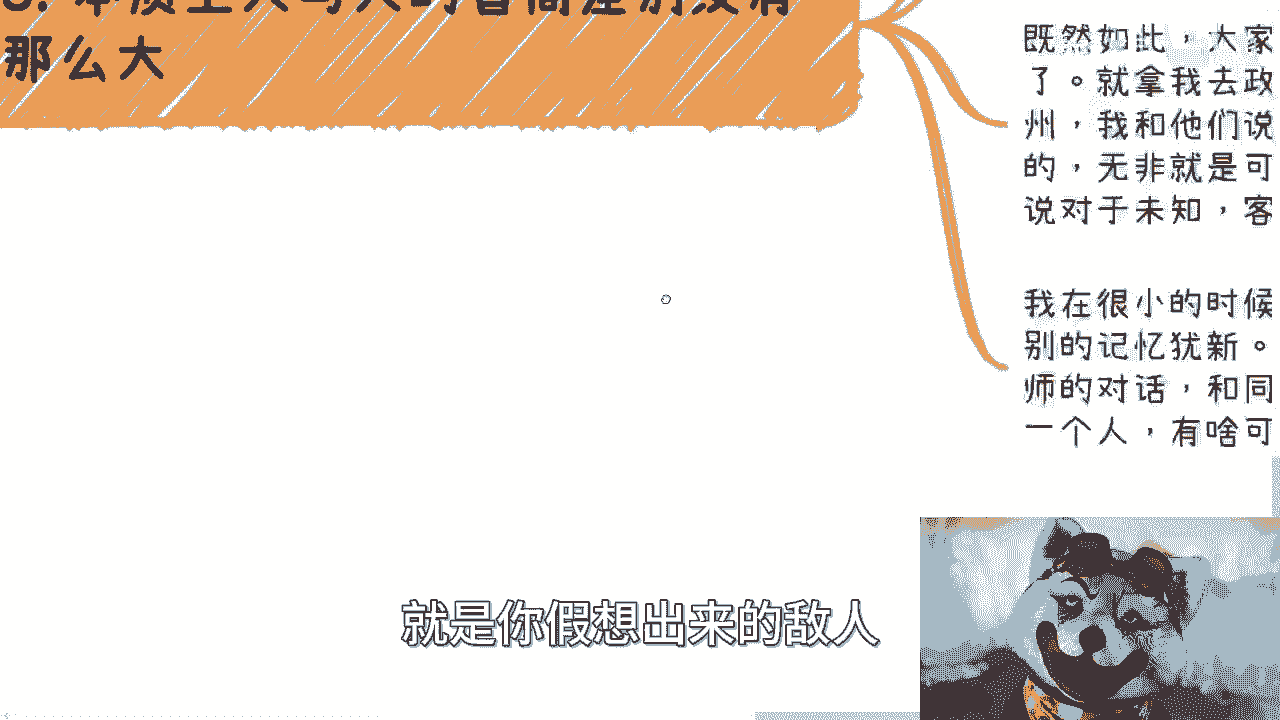 那么大
既然如此，大家
了。就拿我去政
州，我和他们说
的，无非就是可
说对于未知，客
我在很小的时候
别的记忆犹新。
师的对话，和同
一个人，有啥可
就是你假想出来的敌人